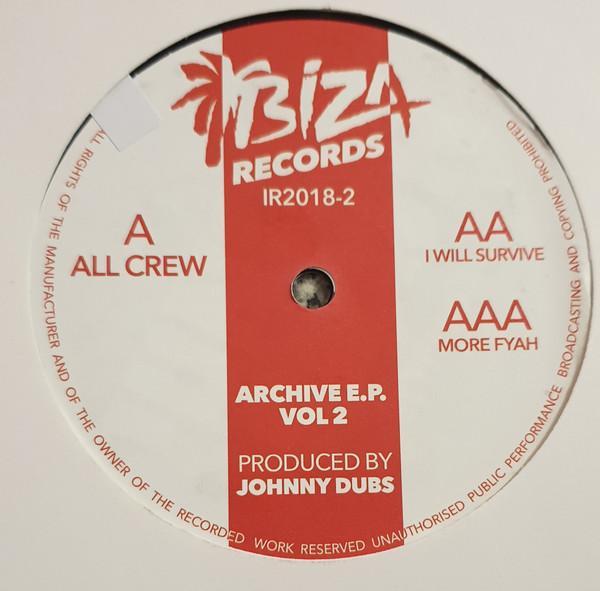 IBIZA
RECORDS
IR2018-2
A
ALL CREW
AA
I WILL SURVIVE
AAA
MORE FYAH
ARCHIVE E.P.
VOL 2
PRODUCED BY
JOHNNY DUBS
ALL RIGHTS OF THE MANUFACTURER AND OF THE OWNER OF THE RECORDED WORK RESERVED UNAUTHORISED PUBLIC PERFORMANCE BROADCASTING AND COPYING PROHIBITED